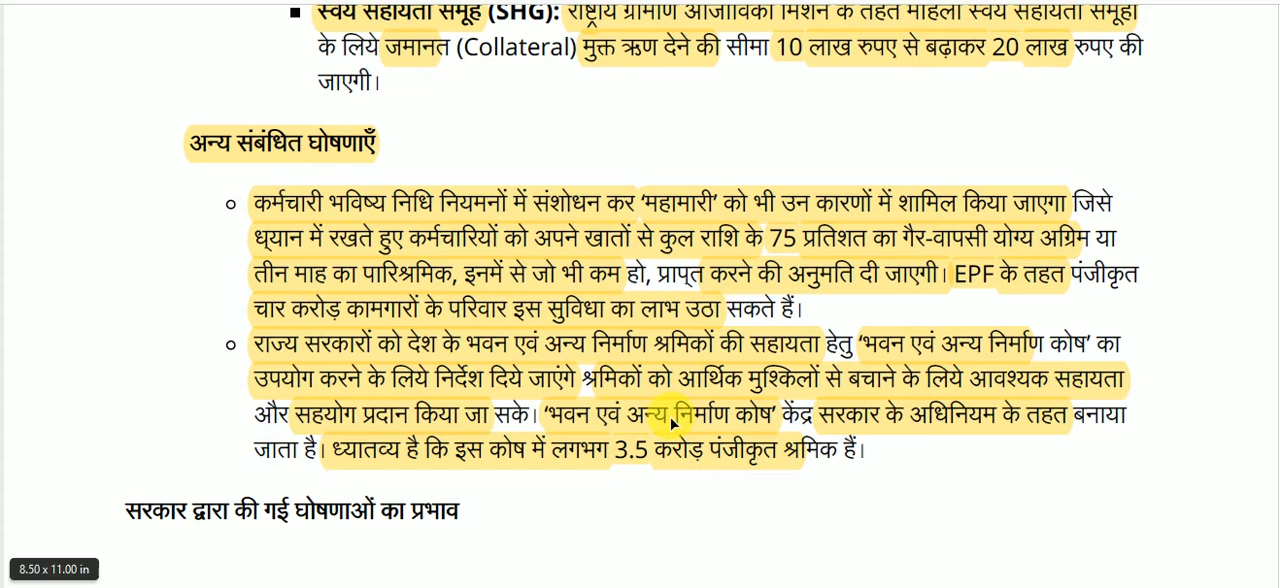 स्वयं सहायता समूह (SHG): राष्ट्रीय ग्रामीण आजीविका मिशन के तहत महिला स्वयं सहायता समूहों
के लिये जमानत (Collateral) मुक्त ऋण देने की सीमा 10 लाख रुपए से बढ़ाकर 20 लाख रुपए की
जाएगी।
अन्य संबंधित घोषणाएँ
कर्मचारी भविष्य निधि नियमनों में संशोधन कर ‘महामारी’ को भी उन कारणों में शामिल किया जाएगा जिसे
ध्यान में रखते हुए कर्मचारियों को अपने खातों से कुल राशि के 75 प्रतिशत का गैर-वापसी योग्य अग्रिम या
तीन माह का पारिश्रमिक, इनमें से जो भी कम हो, प्राप्त करने की अनुमति दी जाएगी। EPF के तहत पंजीकृत
चार करोड़ कामगारों के परिवार इस सुविधा का लाभ उठा सकते हैं।
राज्य सरकारों को देश के भवन एवं अन्य निर्माण श्रमिकों की सहायता हेतु ‘भवन एवं अन्य निर्माण कोष’ का
उपयोग करने के लिये निर्देश दिये जाएंगे श्रमिकों को आर्थिक मुश्किलों से बचाने के लिये आवश्यक सहायता
और सहयोग प्रदान किया जा सके। ‘भवन एवं अन्य निर्माण कोष’ केंद्र सरकार के अधिनियम के तहत बनाया
जाता है। ध्यातव्य है कि इस कोष में लगभग 3.5 करोड़ पंजीकृत श्रमिक हैं।
सरकार द्वारा की गई घोषणाओं का प्रभाव
8.50 x 11.00 in